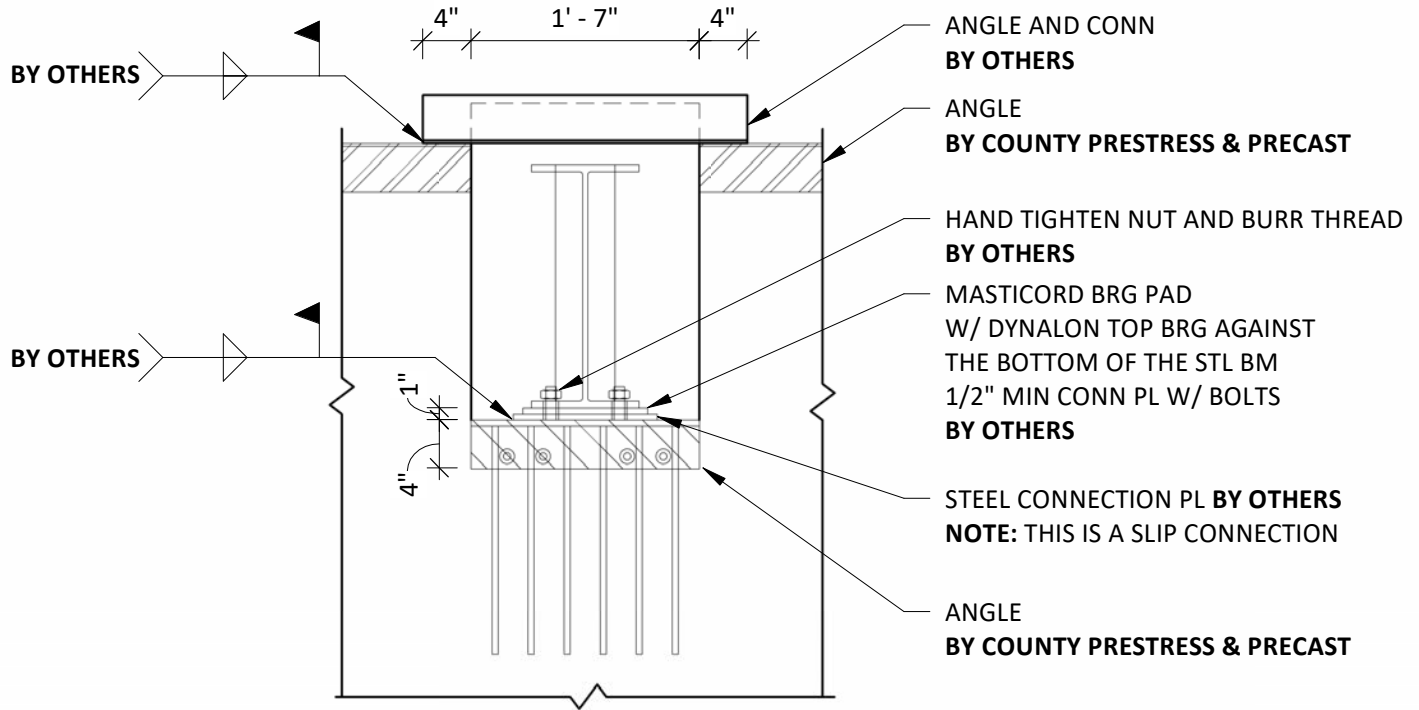 4"
1' - 7"
4"
BY OTHERS
ANGLE AND CONN
BY OTHERS
ANGLE
BY COUNTY PRESTRESS & PRECAST
HAND TIGHTEN NUT AND BURR THREAD
BY OTHERS
MASTICORD BRG PAD
W/ DYNALON TOP BRG AGAINST
THE BOTTOM OF THE STL BM
1/2" MIN CONN PL W/ BOLTS
BY OTHERS
BY OTHERS
1"
4"
STEEL CONNECTION PL BY OTHERS
NOTE: THIS IS A SLIP CONNECTION
ANGLE
BY COUNTY PRESTRESS & PRECAST